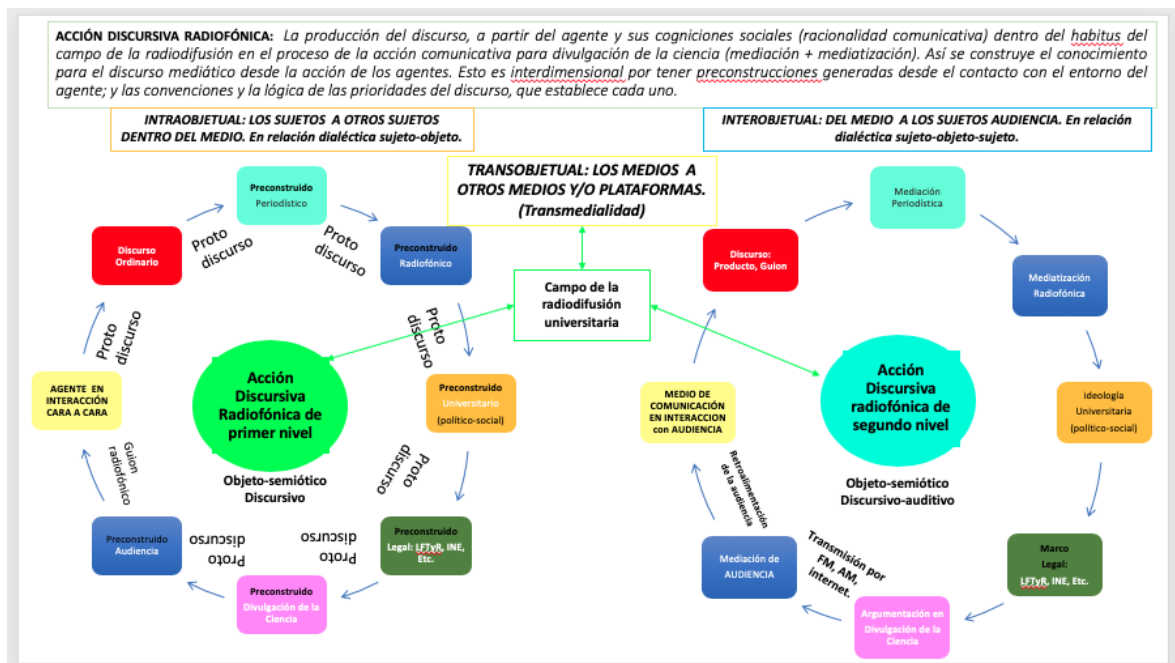 ACCIÓN DISCURSIVA RADIOFÓNICA: La producción del discurso, a partir del agente y sus cogniciones sociales (racionalidad comunicativa) dentro del habitus del
campo de la radiodifusión en el proceso de la acción comunicativa para divulgación de la ciencia (mediación + mediatización). Así se construye el conocimiento
para el discurso mediático desde la acción de los agentes. Esto es interdimensional por tener preconstrucciones generadas desde el contacto con el entorno del
agente; y las convenciones y la lógica de las prioridades del discurso, que establece cada uno.
INTRAOBJETUAL: LOS SUJETOS A OTROS SUJETOS
DENTRO DEL MEDIO. En relación dialéctica sujeto-objeto.
INTEROBJETUAL: DEL MEDIO A LOS SUJETOS AUDIENCIA. En relación
dialéctica sujeto-objeto-sujeto.
TRANSOBJETUAL: LOS MEDIOS A
OTROS MEDIOS Y/O PLATAFORMAS.
(Transmedialidad)
Campo de la
radiodifusión
universitaria
Preconstruido
Periodístico
Proto
discurso
Preconstruido
Radiofónico
Proto
discurso
Preconstruido
Universitario
(político-social)
Proto
discurso
Preconstruido
Legal: LFTyR, INE,
Etc.
Proto
discurso
Preconstruido
Divulgación de la
Ciencia
Proto
discurso
Preconstruido
Audiencia
Guion
radiofónico
AGENTE EN
INTERACCIÓN
CARA A CARA
Proto
discurso
Discurso
Ordinario
Proto
discurso
Acción
Discursiva
Radiofónica de
primer nivel
Objeto-semiótico
Discursivo
Mediación
Periodística
Mediatización
Radiofónica
ideología
Universitaria
(político-social)
Marco
Legal:
LFTyR, INE, Etc.
Argumentación en
Divulgación de la
Ciencia
Transmisión por
FM, AM,
internet.
Mediación de
AUDIENCIA
Retroalimentación
de la audiencia
MEDIO DE
COMUNICACIÓN
EN INTERACCION
con AUDIENCIA
Discurso:
Producto, Guion
Acción
Discursiva
radiofónica de
segundo nivel
Objeto-semiótico
Discursivo-auditivo